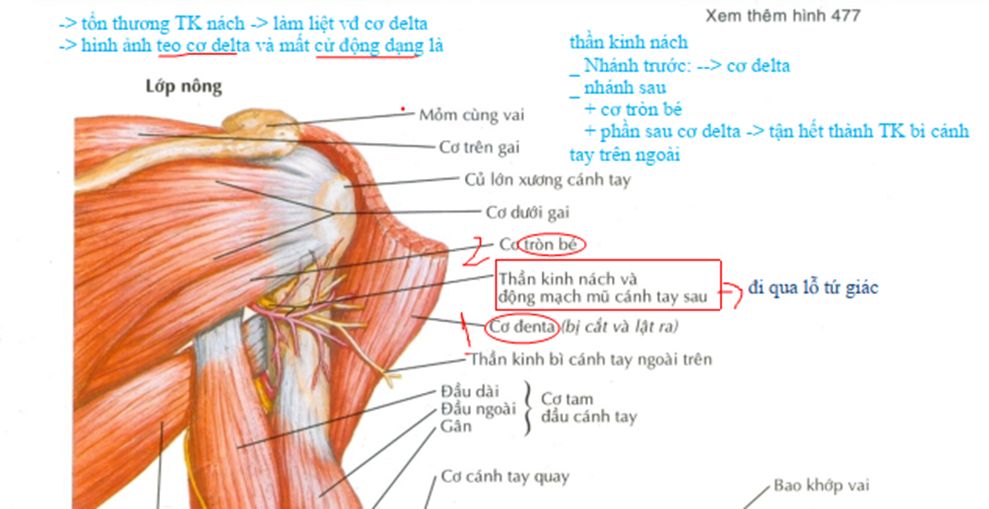 -> tổn thương TK nách -> làm liệt vđ cơ delta
-> hình ảnh teo cơ delta và mất cử động dạng là
Xem thêm hình 477
thần kinh nách
_ Nhánh trước: --> cơ delta
_ nhánh sau
+ cơ tròn bé
+ phần sau cơ delta -> tận hết thành TK bì cánh
tay trên ngoài
Lớp nông
Mỏm cùng vai
Cơ trên gai
Củ lớn xương cánh tay
Cơ dưới gai
2 Cơ tròn bé
Thần kinh nách và
động mạch mũ cánh tay sau
đi qua lỗ tứ giác
1 Cơ đenta (bị cắt và lật ra)
Thần kinh bì cánh tay ngoài trên
Đầu dài
Đầu ngoài
Gân
Cơ tam
đầu cánh tay
Cơ cánh tay quay
Bao khớp vai